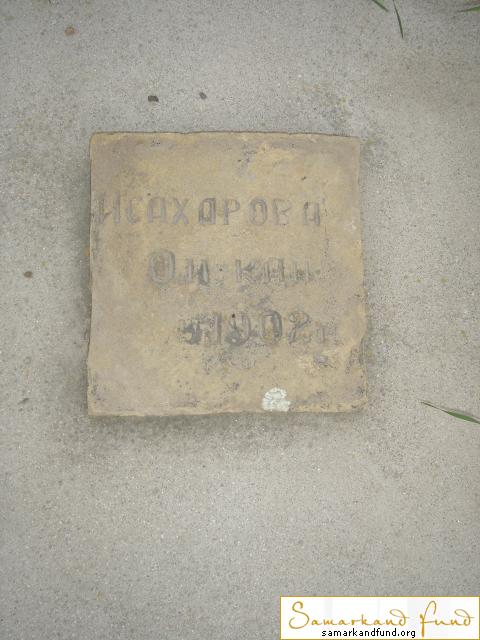 ИСАХАРОВА
1902 г
Samarkand Fund
samarkandfund.org